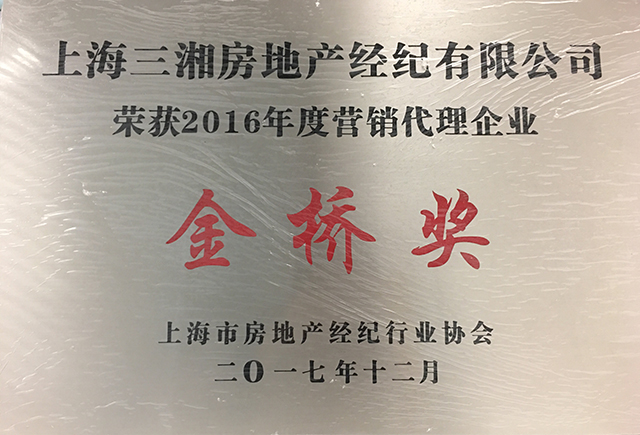 上海三湘房地产经纪有限公司
荣获2016年度营销代理企业
金桥奖
上海市房地产经纪行业协会
二〇一七年十二月